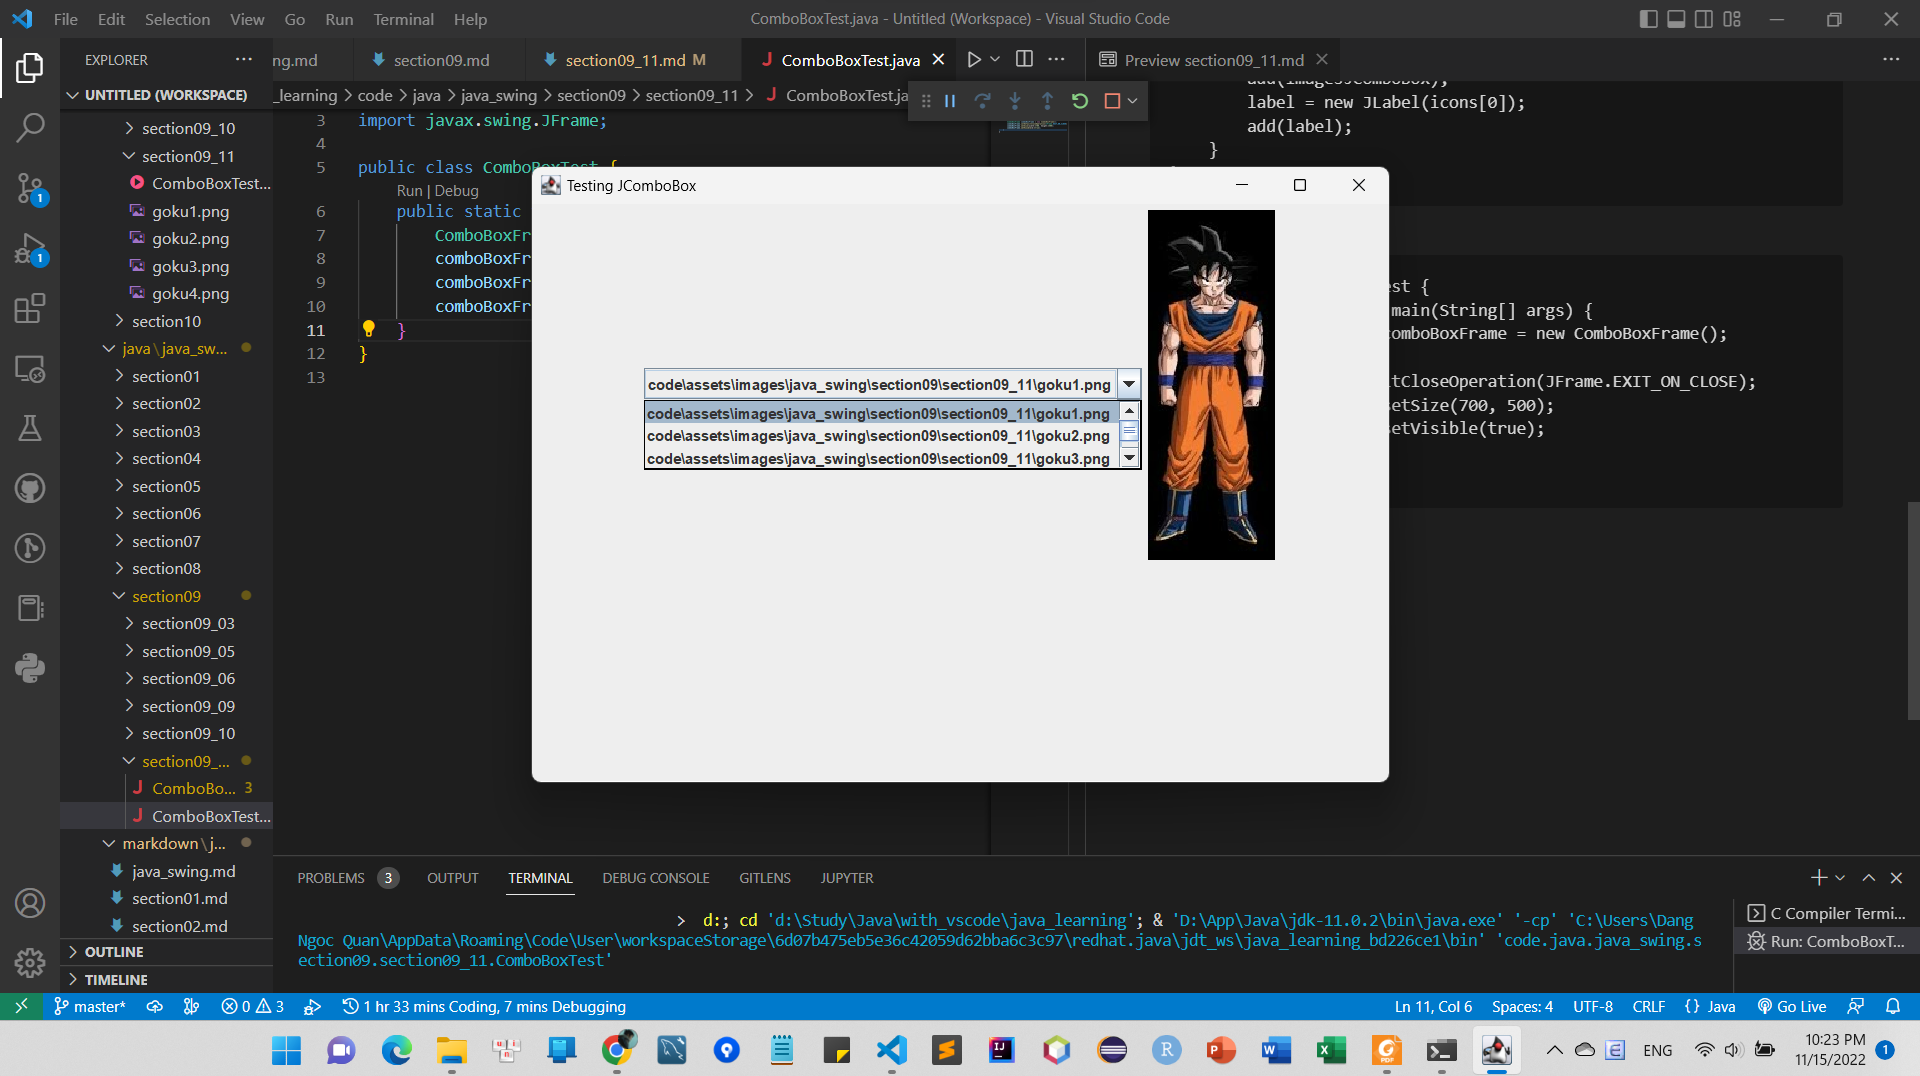 File Edit Selection View Go Run Terminal Help
ComboBoxTest.java - Untitled (Workspace) - Visual Studio Code
EXPLORER
UNTITLED (WORKSPACE)
section09_10
section09_11
ComboBoxTest...
goku1.png
goku2.png
goku3.png
goku4.png
section10
java\java_sw...
section01
section02
section03
section04
section05
section06
section07
section08
section09
section09_03
section09_05
section09_06
section09_09
section09_10
section09_...
ComboBo... 3
ComboBoxTest...
markdown\j...
java_swing.md
section01.md
section02.md
OUTLINE
TIMELINE
1
1
ng.md section09.md section09_11.md M ComboBoxTest.java
_learning > code > java > java_swing > section09 > section09_11 > ComboBoxTest.ja
3 import javax.swing.JFrame;
4
5 public class ComboBoxTest {
Run | Debug
6 public static
7 ComboBoxFr
8 comboBoxFr
9 comboBoxFr
10 comboBoxFr
11 }
12 }
13
Preview section09_11.md
add(imagesJComboBox);
label = new JLabel(icons[0]);
add(label);
}
est {
main(String[] args) {
comboBoxFrame = new ComboBoxFrame();
tCloseOperation(JFrame.EXIT_ON_CLOSE);
setSize(700, 500);
setVisible(true);
Testing JComboBox
code\assets\images\java_swing\section09\section09_11\goku1.png
code\assets\images\java_swing\section09\section09_11\goku1.png
code\assets\images\java_swing\section09\section09_11\goku2.png
code\assets\images\java_swing\section09\section09_11\goku3.png
PROBLEMS 3 OUTPUT TERMINAL DEBUG CONSOLE GITLENS JUPYTER
> d:; cd 'd:\Study\Java\with_vscode\java_learning'; & 'D:\App\Java\jdk-11.0.2\bin\java.exe' '-cp' 'C:\Users\Dang
Ngoc Quan\AppData\Roaming\Code\User\workspaceStorage\6d07b475eb5e36c42059d62bba6c3c97\redhat.java\jdt_ws\java_learning_bd226ce1\bin' 'code.java.java_swing.s
ection09.section09_11.ComboBoxTest'
C Compiler Termi...
Run: ComboBoxT...
master* 0 3 1 hr 33 mins Coding, 7 mins Debugging
Ln 11, Col 6 Spaces: 4 UTF-8 CRLF {} Java Go Live
ENG
10:23 PM
11/15/2022
1